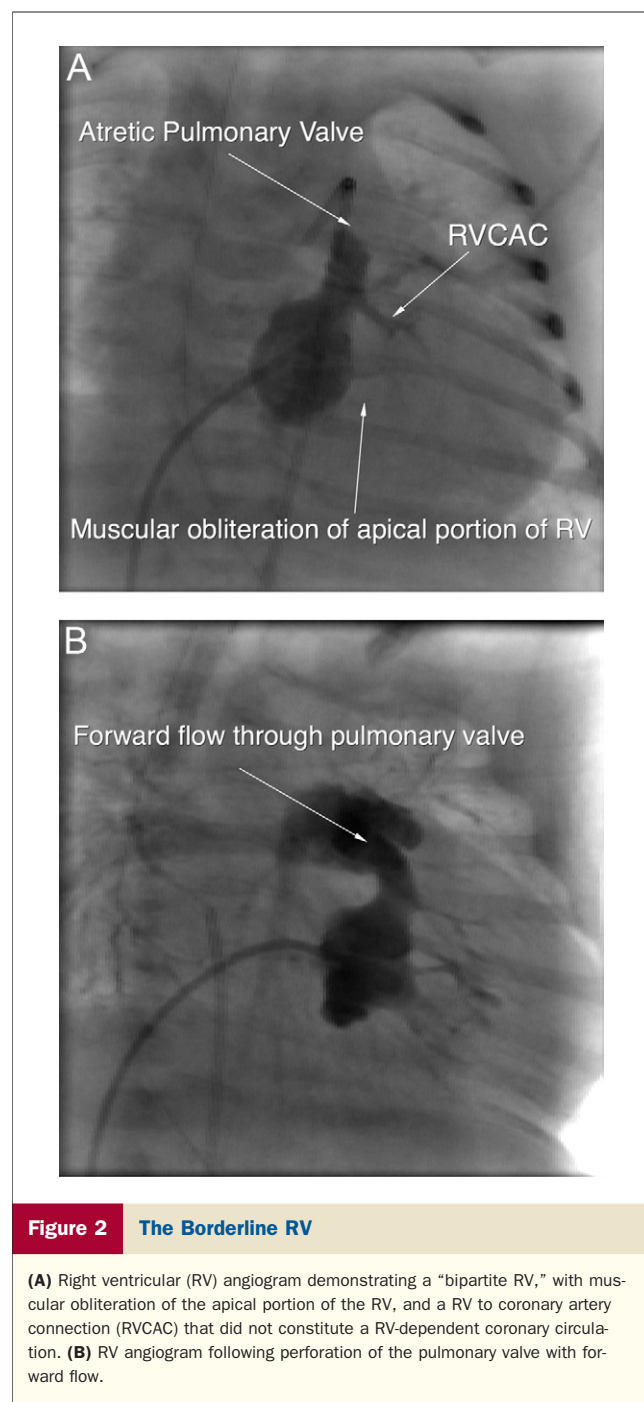 A
Atretic Pulmonary Valve
RVCAC
Muscular obliteration of apical portion of RV
B
Forward flow through pulmonary valve
Figure 2 The Borderline RV
(A) Right ventricular (RV) angiogram demonstrating a “bipartite RV,” with mus-
cular obliteration of the apical portion of the RV, and a RV to coronary artery
connection (RVCAC) that did not constitute a RV-dependent coronary circula-
tion. (B) RV angiogram following perforation of the pulmonary valve with for-
ward flow.